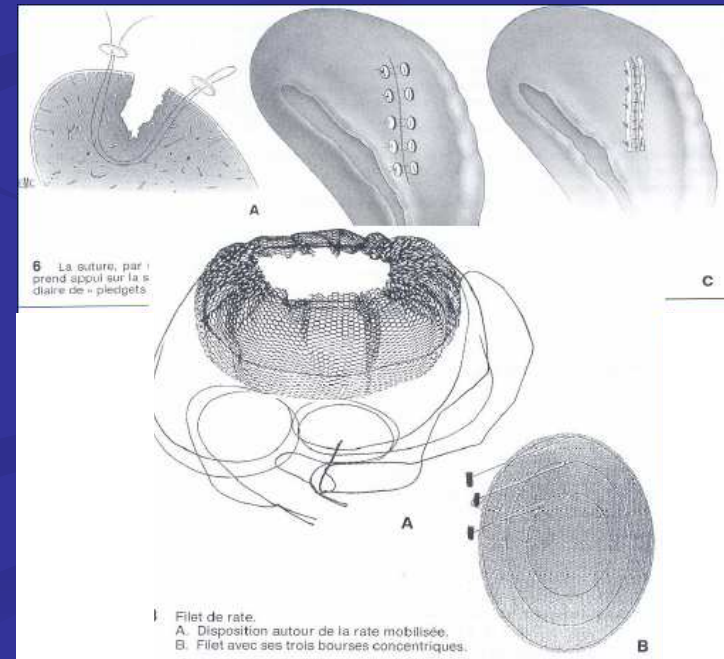 A
C
6 La suture, par
prend appui sur la s
diaire de « pledgets
A
B
Filet de rate.
A. Disposition autour de la rate mobilisée.
B. Filet avec ses trois bourses concentriques.